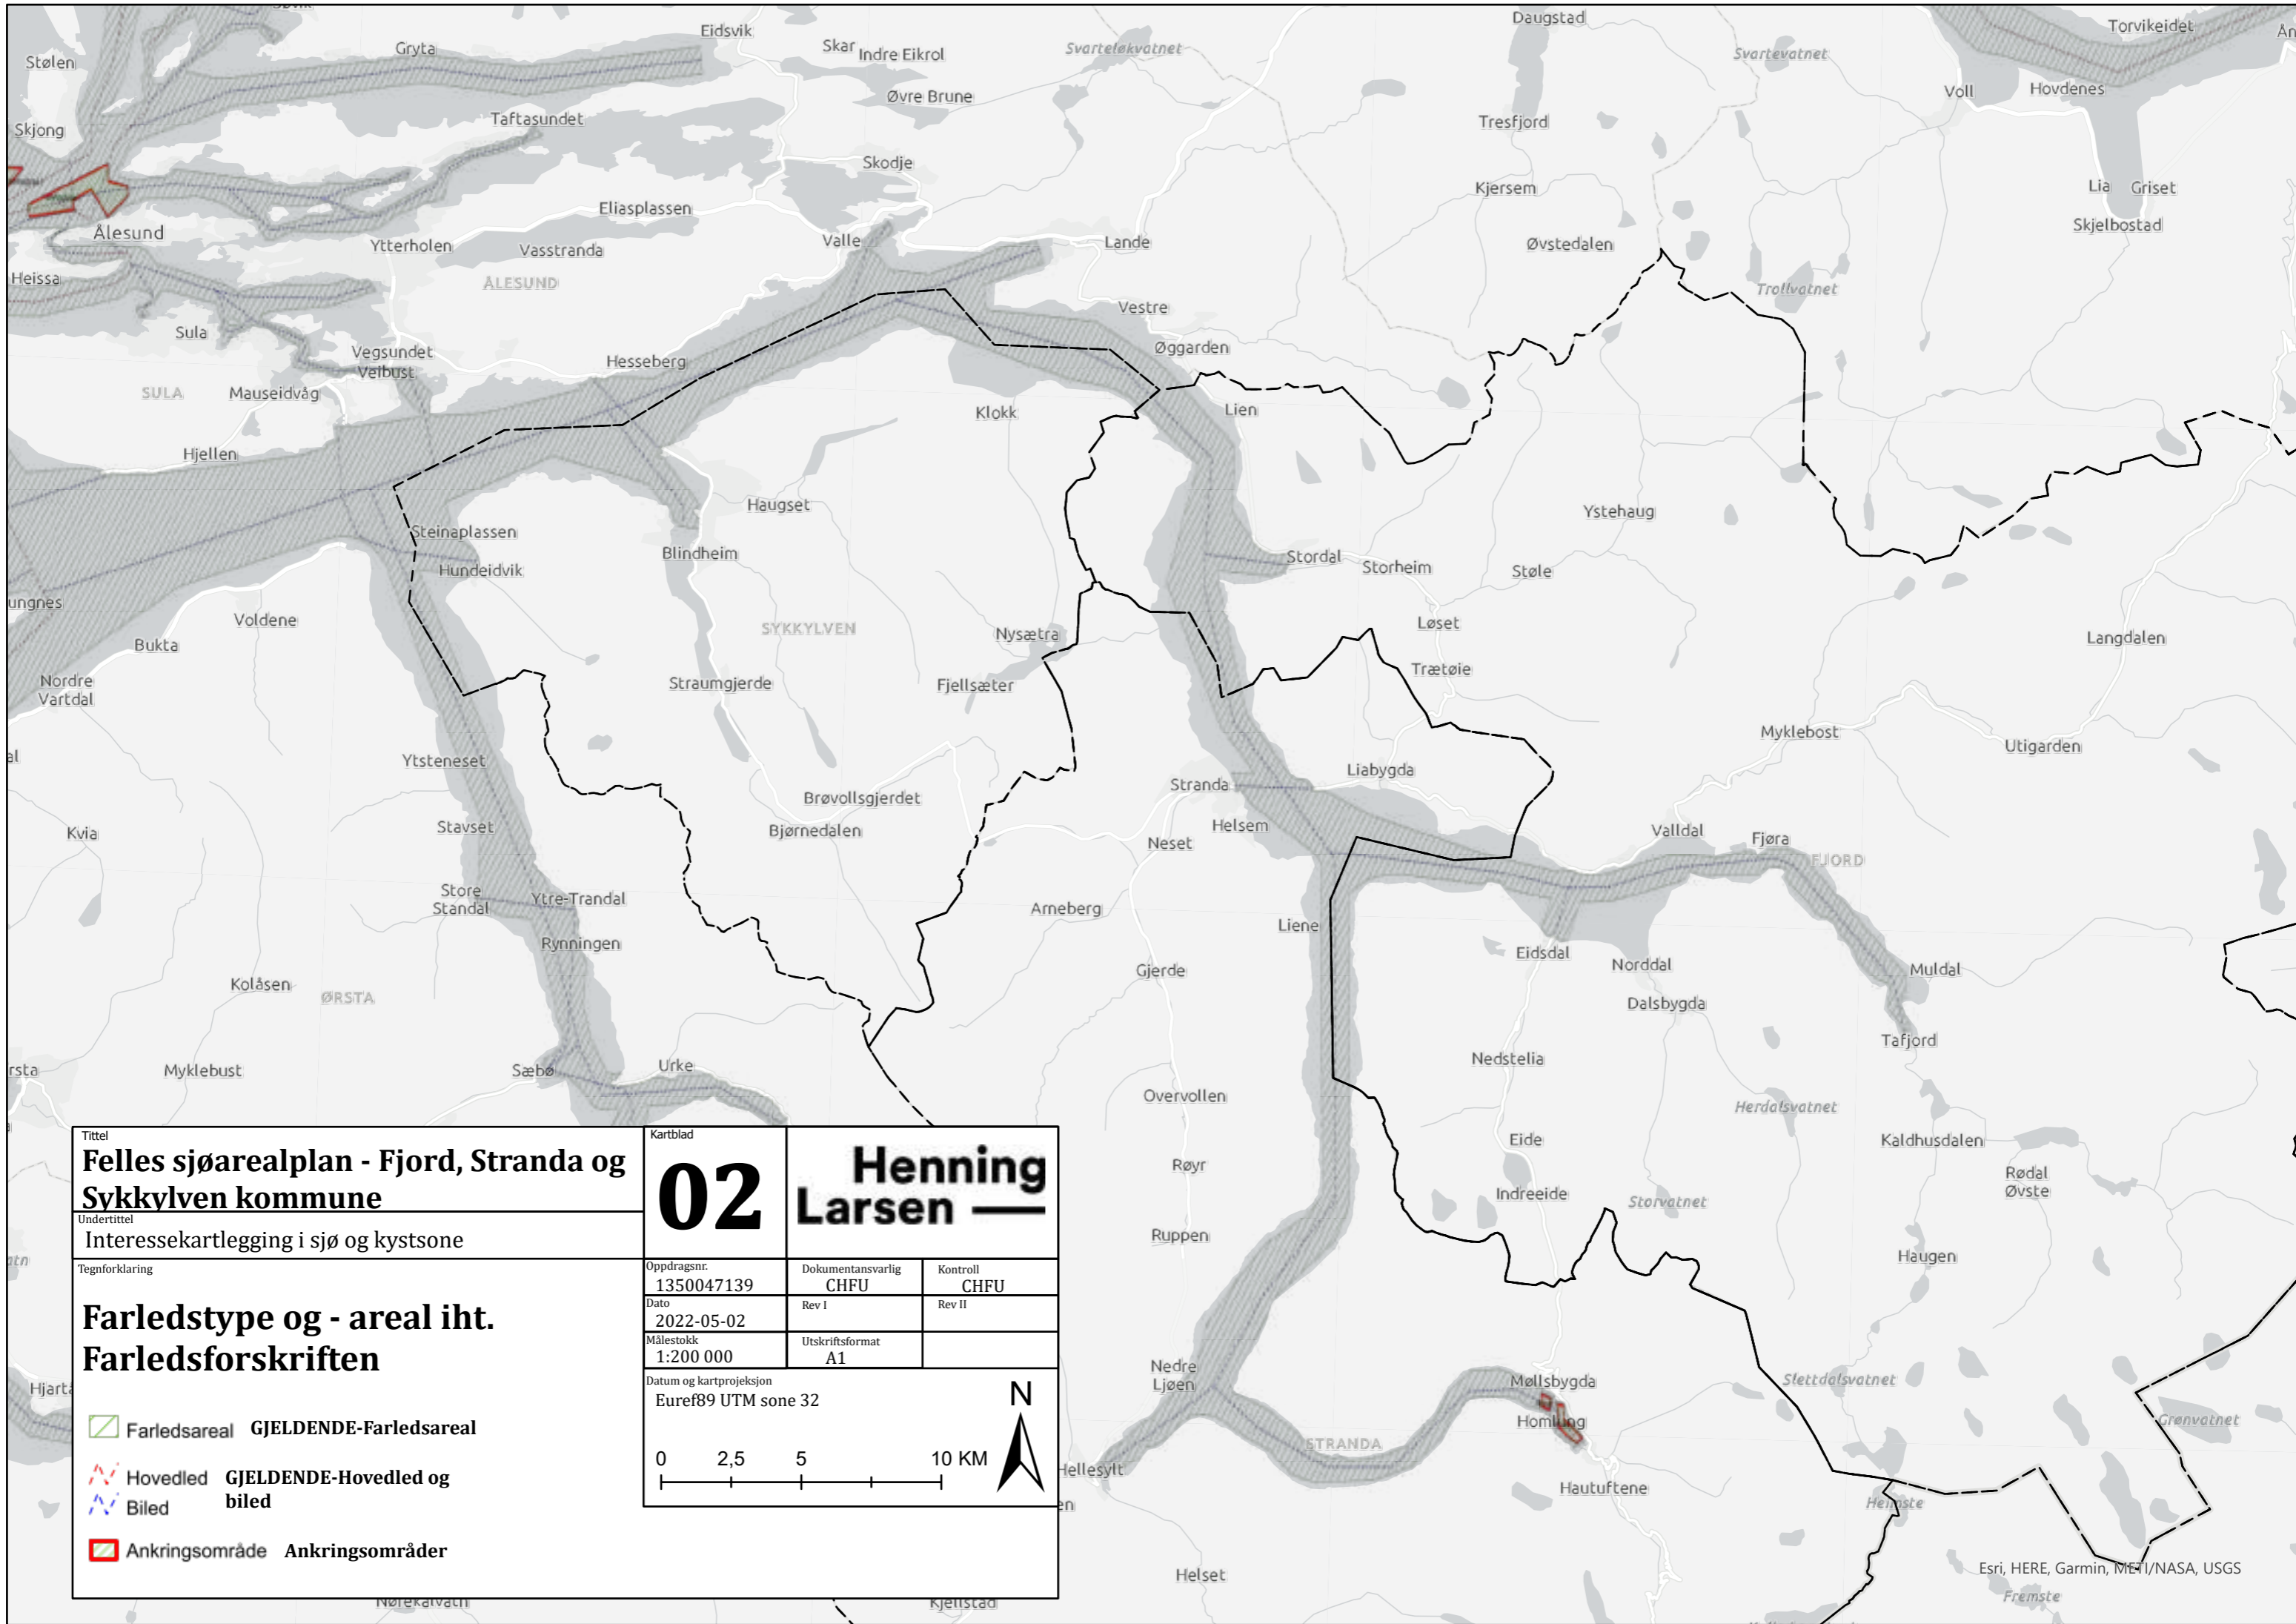 Eidsvik
Skar
Indre Eikrol
Svarteløkvatnet
Daugstad
Svartevatnet
Torvikeidet
Gryta
Stølen
Øvre Brune
Voll
Hovdenes
Taftasundet
Skjong
Tresfjord
Skodje
Kjersem
Lia
Griset
Eliasplassen
Skjelbostad
Ålesund
Ytterholen
Vasstranda
Valle
Lande
Øvstedalen
Heissa
ÅLESUND
Trollvatnet
Vestre
Sula
Øggarden
Vegsundet
Veibust
Hesseberg
SULA
Mauseidvåg
Klokk
Lien
Hjellen
Haugset
Ystehaug
Steinaplassen
Blindheim
Stordal
Storheim
Støle
Hundeidvik
ungnes
Voldene
SYKKYLVEN
Løset
Bukta
Nysætra
Langdalen
Nordre
Vartdal
Straumgjerde
Fjellsæter
Trætøie
Myklebost
Utigarden
Ytsteneset
Liabygda
Stranda
Brøvollsgjerdet
Kvia
Stavset
Bjørnedalen
Helsem
Neset
Valldal
Fjøra
FJORD
Store
Standal
Ytre-Trandal
Arneberg
Liene
Rynningen
Eidsdal
Norddal
Muldal
Kolåsen
ØRSTA
Gjerde
Dalsbygda
Tafjord
rsta
Myklebust
Sæbø
Urke
Nedstelia
Overvollen
Herdalsvatnet
Eide
Kaldhusdalen
Røyr
Rødal
Øvste
Indreeide
Storvatnet
Ruppen
Haugen
Nedre
Ljøen
Møllsbygda
Slettdalsvatnet
Hjartå
Homlung
Grønvatnet
STRANDA
Hellesylt
Hautuftene
Heimste
Helset
Fremste
Kjellstad
Tittel
Felles sjøarealplan - Fjord, Stranda og
Sykkylven kommune
Undertittel
Interessekartlegging i sjø og kystsone
Kartblad
02
Henning
Larsen
Tegnforklaring
Farledstype og - areal iht.
Farledsforskriften
Farledsareal GJELDENDE-Farledsareal
Hovedled GJELDENDE-Hovedled og
Biled biled
Ankringsområde Ankringsområder
Oppdragsnr.
1350047139
Dokumentansvarlig
CHFU
Kontroll
CHFU
Dato
2022-05-02
Rev I
Rev II
Målestokk
1:200 000
Utskriftsformat
A1
Datum og kartprojeksjon
Euref89 UTM sone 32
N
0 2,5 5 10 KM
Esri, HERE, Garmin, METI/NASA, USGS